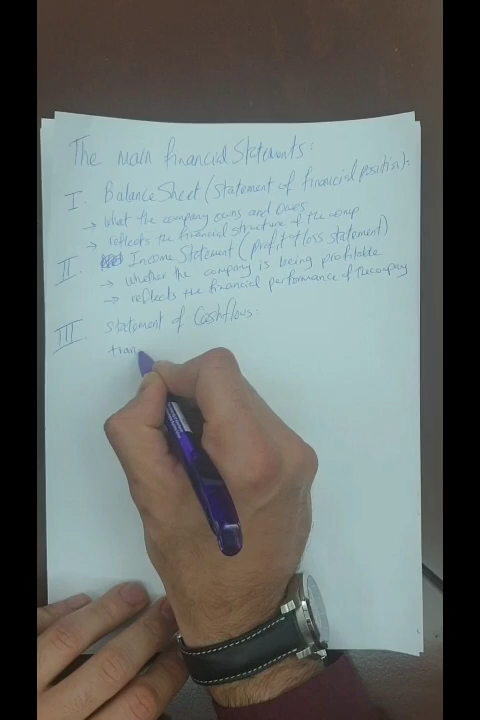 The main financial Statements:
I. Balance Sheet (statement of financial position):
→ What the company owns and owes
→ reflects the financial structure of the comp
II. Income Statement (profit & loss statement)
→ Whether the company is being profitable
→ reflects the financial performance of the company
III. Statement of Cashflows:
tran